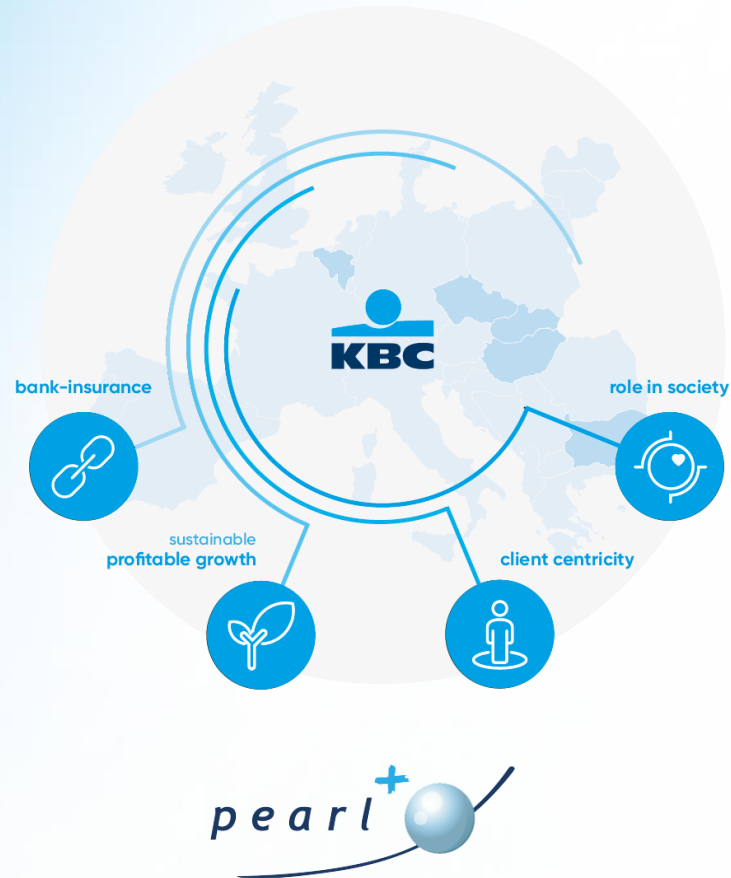 KBC
bank-insurance
role in society
sustainable
profitable growth
client centricity
pearl+